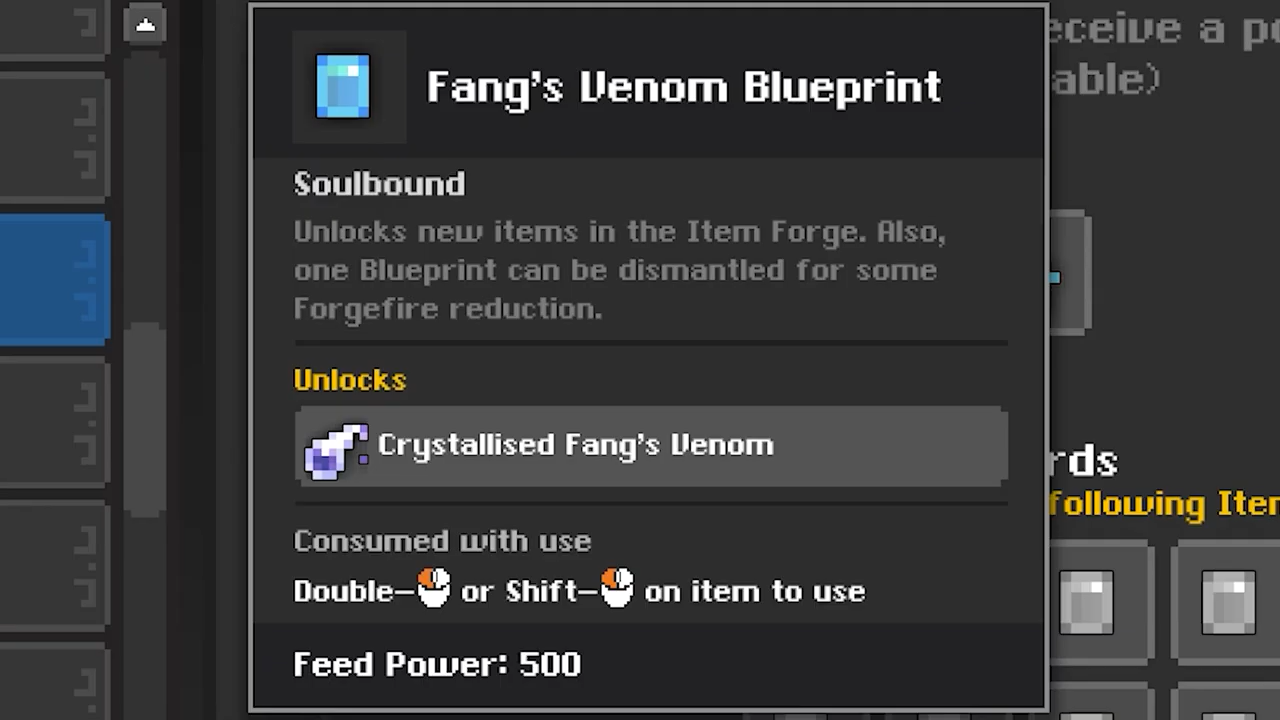 eceive a
able)
Fang's Venom Blueprint
Soulbound
Unlocks new items in the Item Forge. Also,
one Blueprint can be dismantled for some
Forgefire reduction.
Unlocks
Crystallised Fang's Venom
rds
following
Consumed with use
Double– or Shift– on item to use
Feed Power: 500